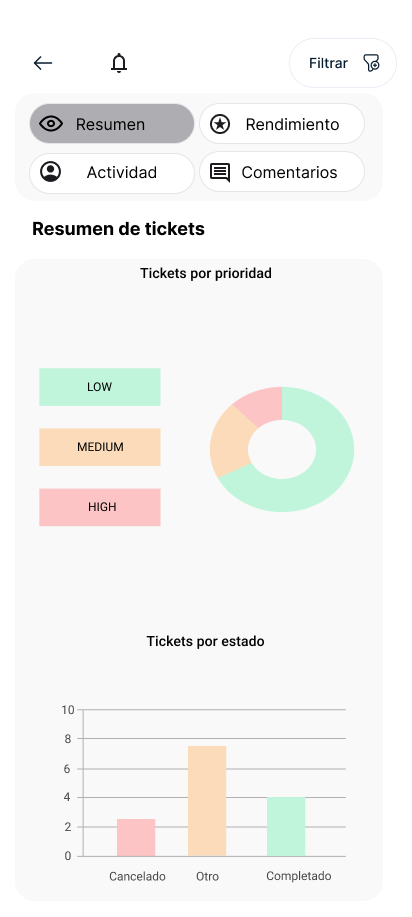 Filtrar
Resumen
Rendimiento
Actividad
Comentarios
Resumen de tickets
Tickets por prioridad
LOW
MEDIUM
HIGH
Tickets por estado
10
8
6
4
2
0
Cancelado Otro Completado